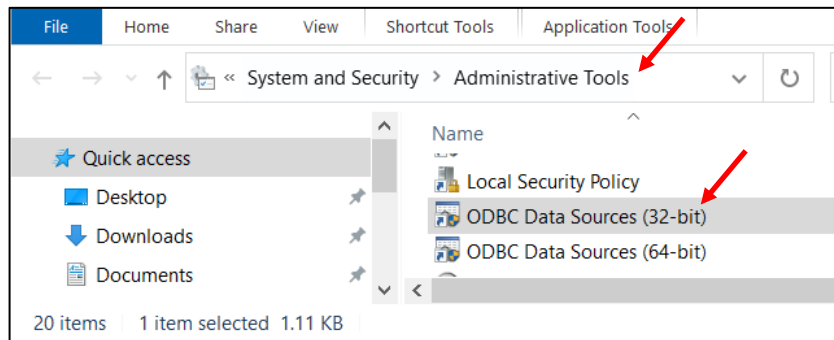 File Home Share View Shortcut Tools Application Tools
« System and Security > Administrative Tools
Name
Quick access
Local Security Policy
Desktop
ODBC Data Sources (32-bit)
Downloads
ODBC Data Sources (64-bit)
Documents
20 items 1 item selected 1.11 KB